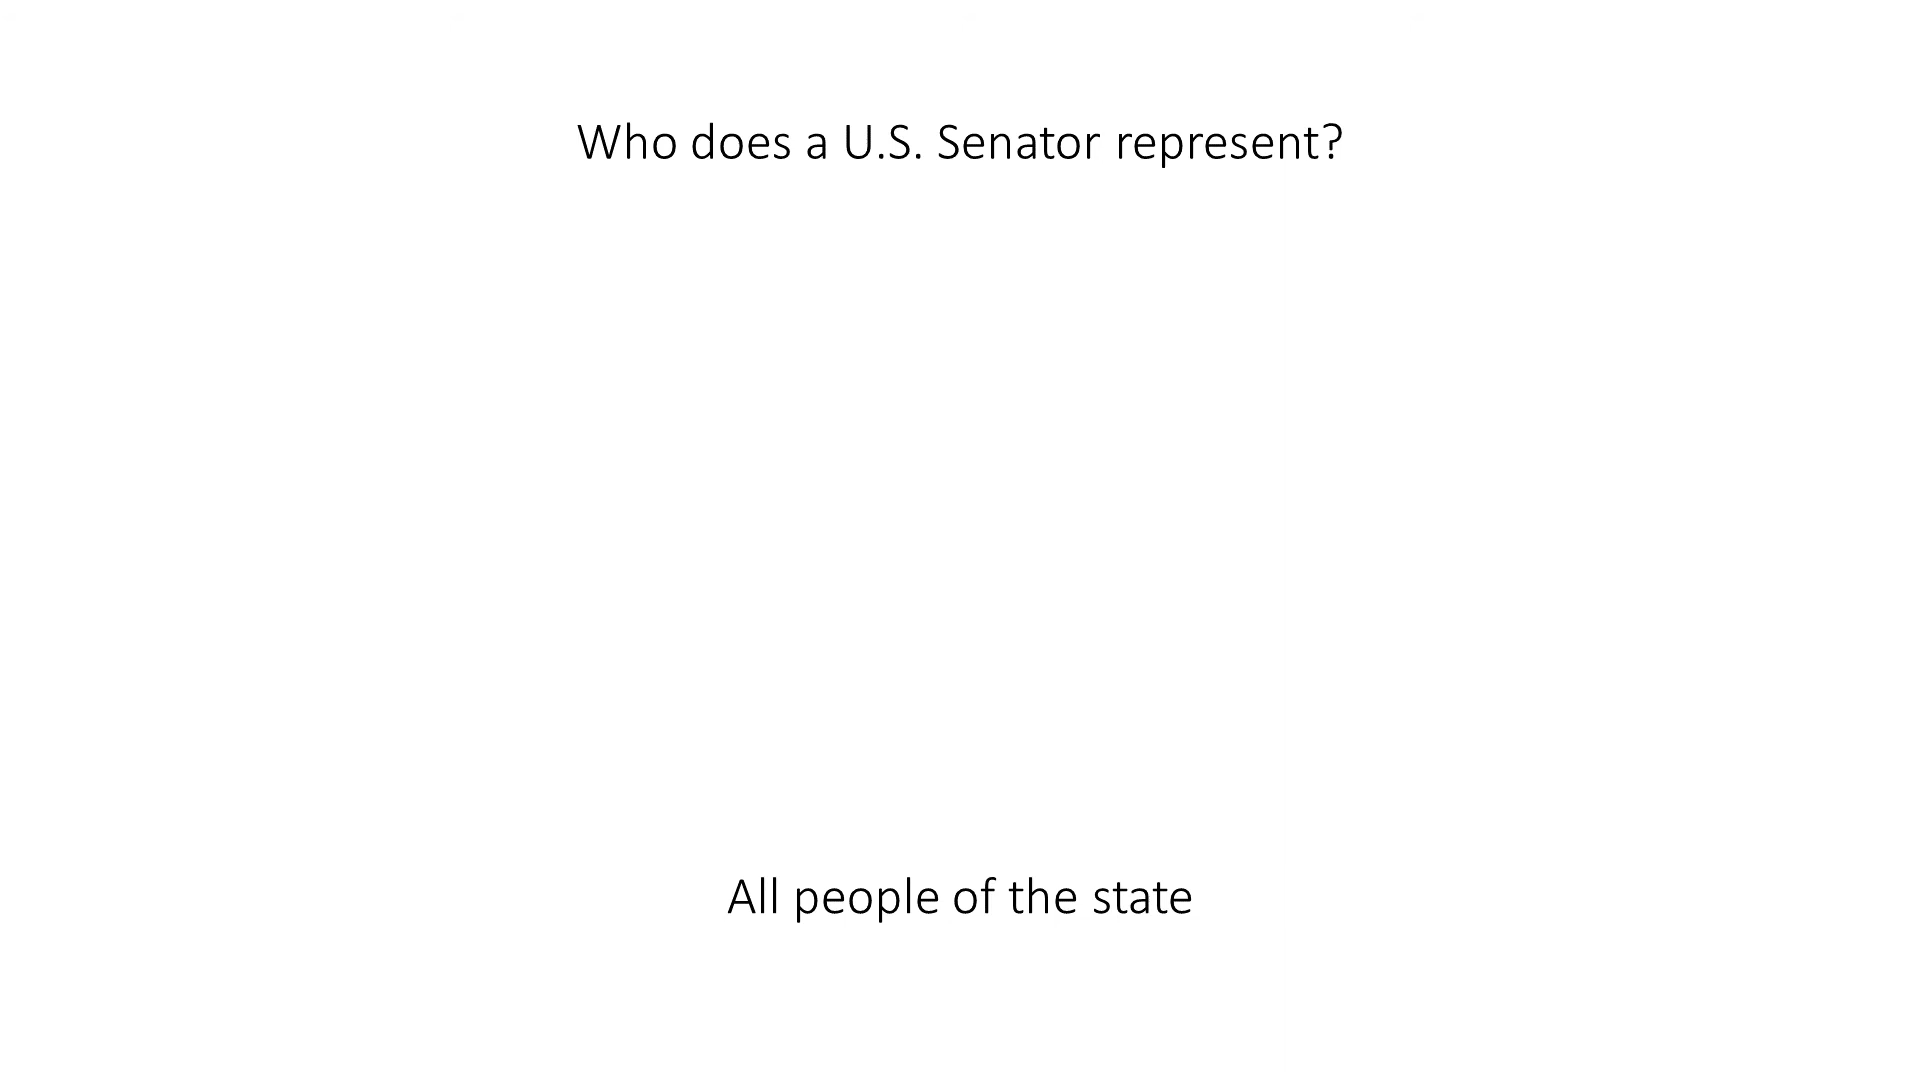 Who does a U.S. Senator represent?
All people of the state